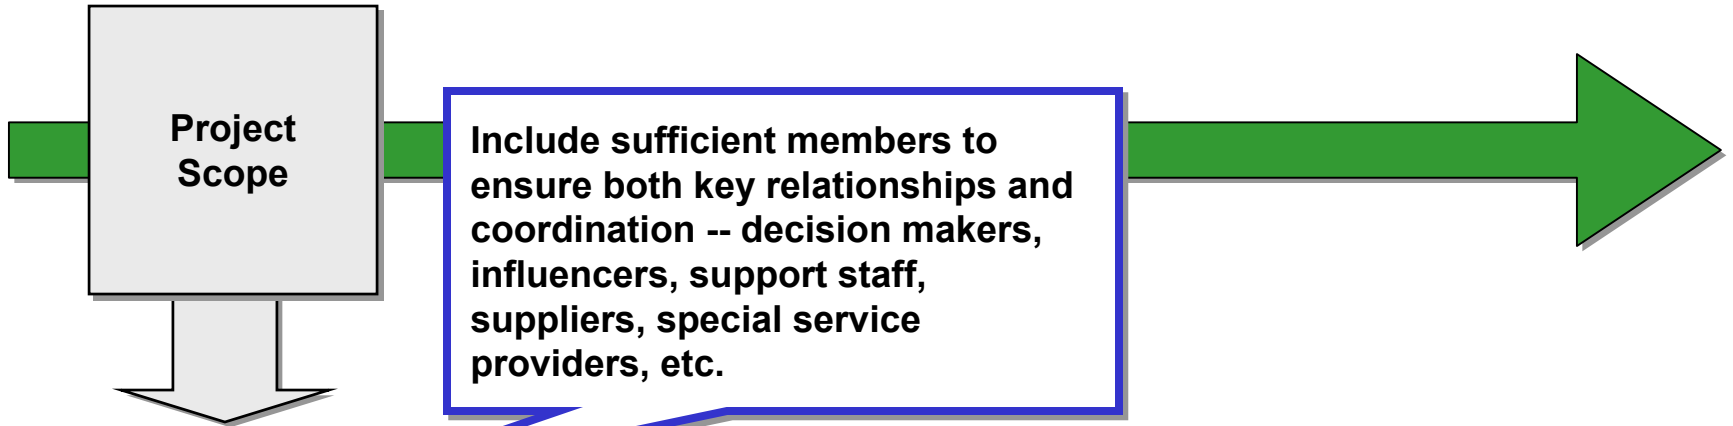 Project
Scope
Include sufficient members to
ensure both key relationships and
coordination -- decision makers,
influencers, support staff,
suppliers, special service
providers, etc.